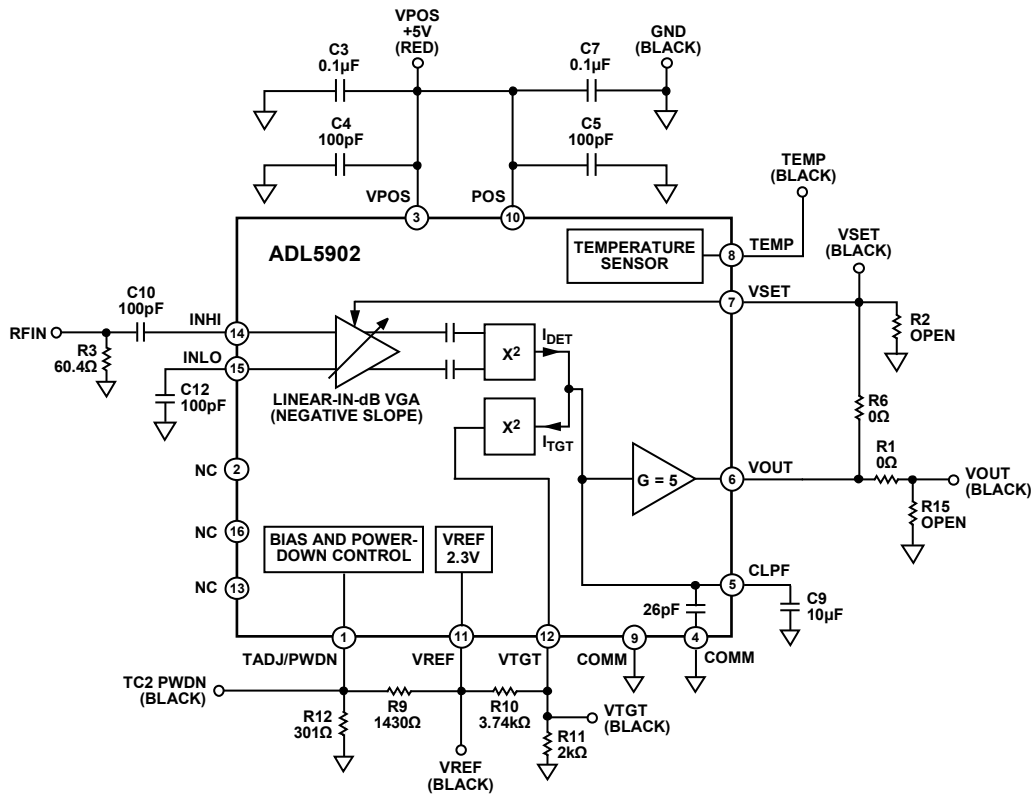 VPOS
+5V
(RED)
GND
(BLACK)
C3
0.1µF
C7
0.1µF
C4
100pF
C5
100pF
TEMP
(BLACK)
VPOS
POS
3
10
ADL5902
TEMPERATURE
SENSOR
8
TEMP
VSET
(BLACK)
7
VSET
C10
100pF
RFIN
INHI
14
R3
60.4Ω
INLO
15
C12
100pF
LINEAR-IN-dB VGA
(NEGATIVE SLOPE)
X2
IDET
X2
ITGT
R2
OPEN
R6
0Ω
R1
0Ω
NC
2
G = 5
6
VOUT
VOUT
(BLACK)
R15
OPEN
NC
16
BIAS AND POWER-
DOWN CONTROL
VREF
2.3V
NC
13
CLPF
5
26pF
C9
10µF
1
11
12
9
4
TADJ/PWDN
VREF
VTGT
COMM
COMM
TC2 PWDN
(BLACK)
R9
1430Ω
R10
3.74kΩ
R12
301Ω
VTGT
(BLACK)
R11
2kΩ
VREF
(BLACK)